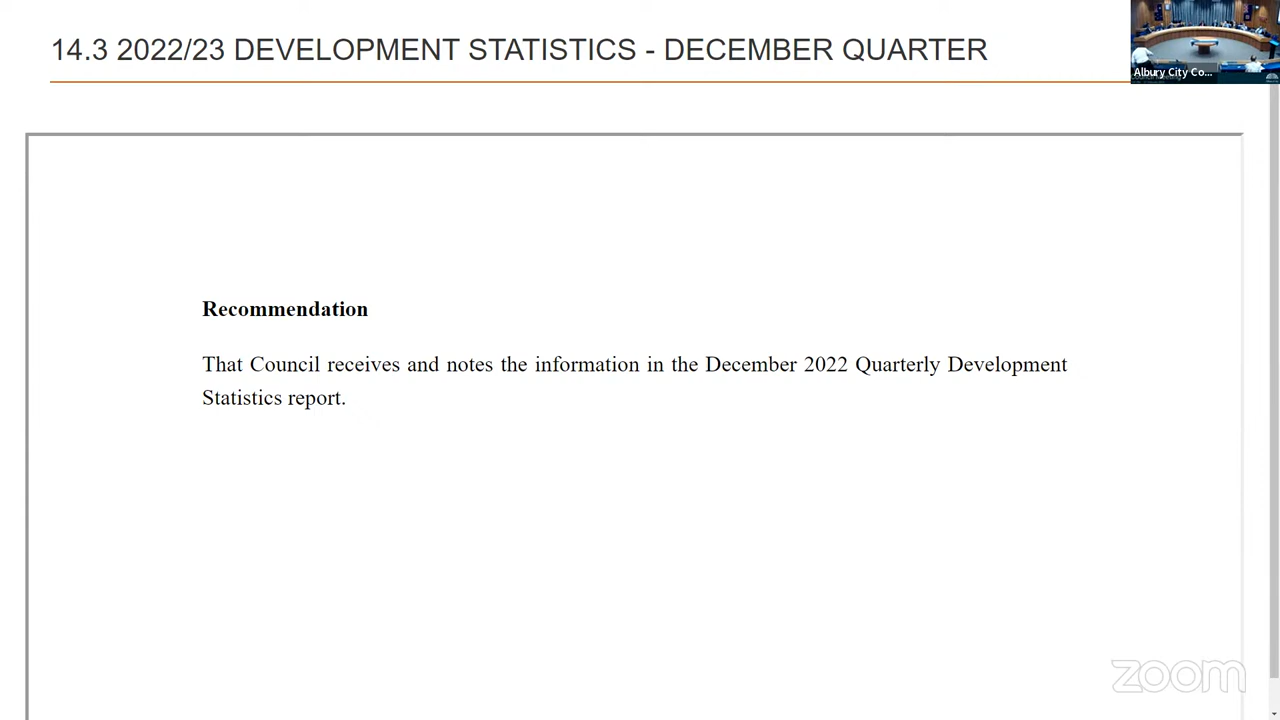 14.3 2022/23 DEVELOPMENT STATISTICS - DECEMBER QUARTER
Albury City Co...
Recommendation
That Council receives and notes the information in the December 2022 Quarterly Development
Statistics report.
zoom